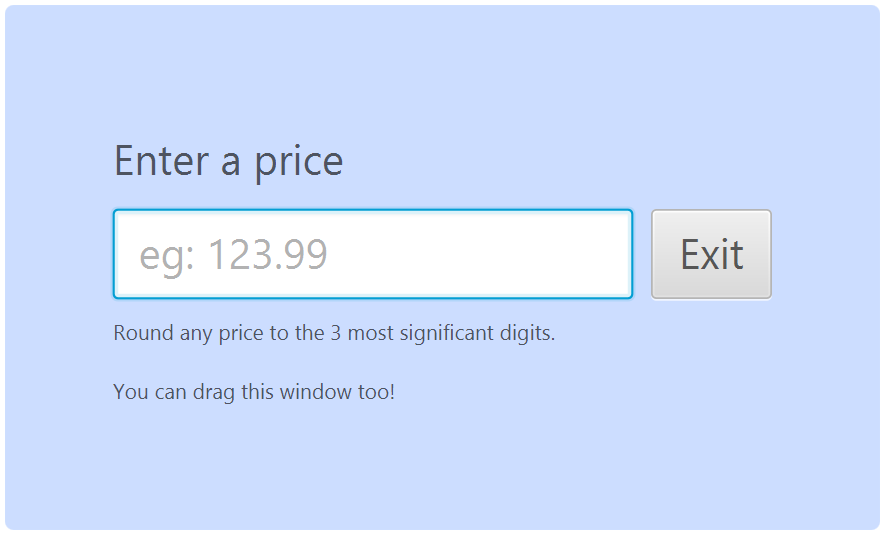 Enter a price
eg: 123.99
Exit
Round any price to the 3 most significant digits.
You can drag this window too!